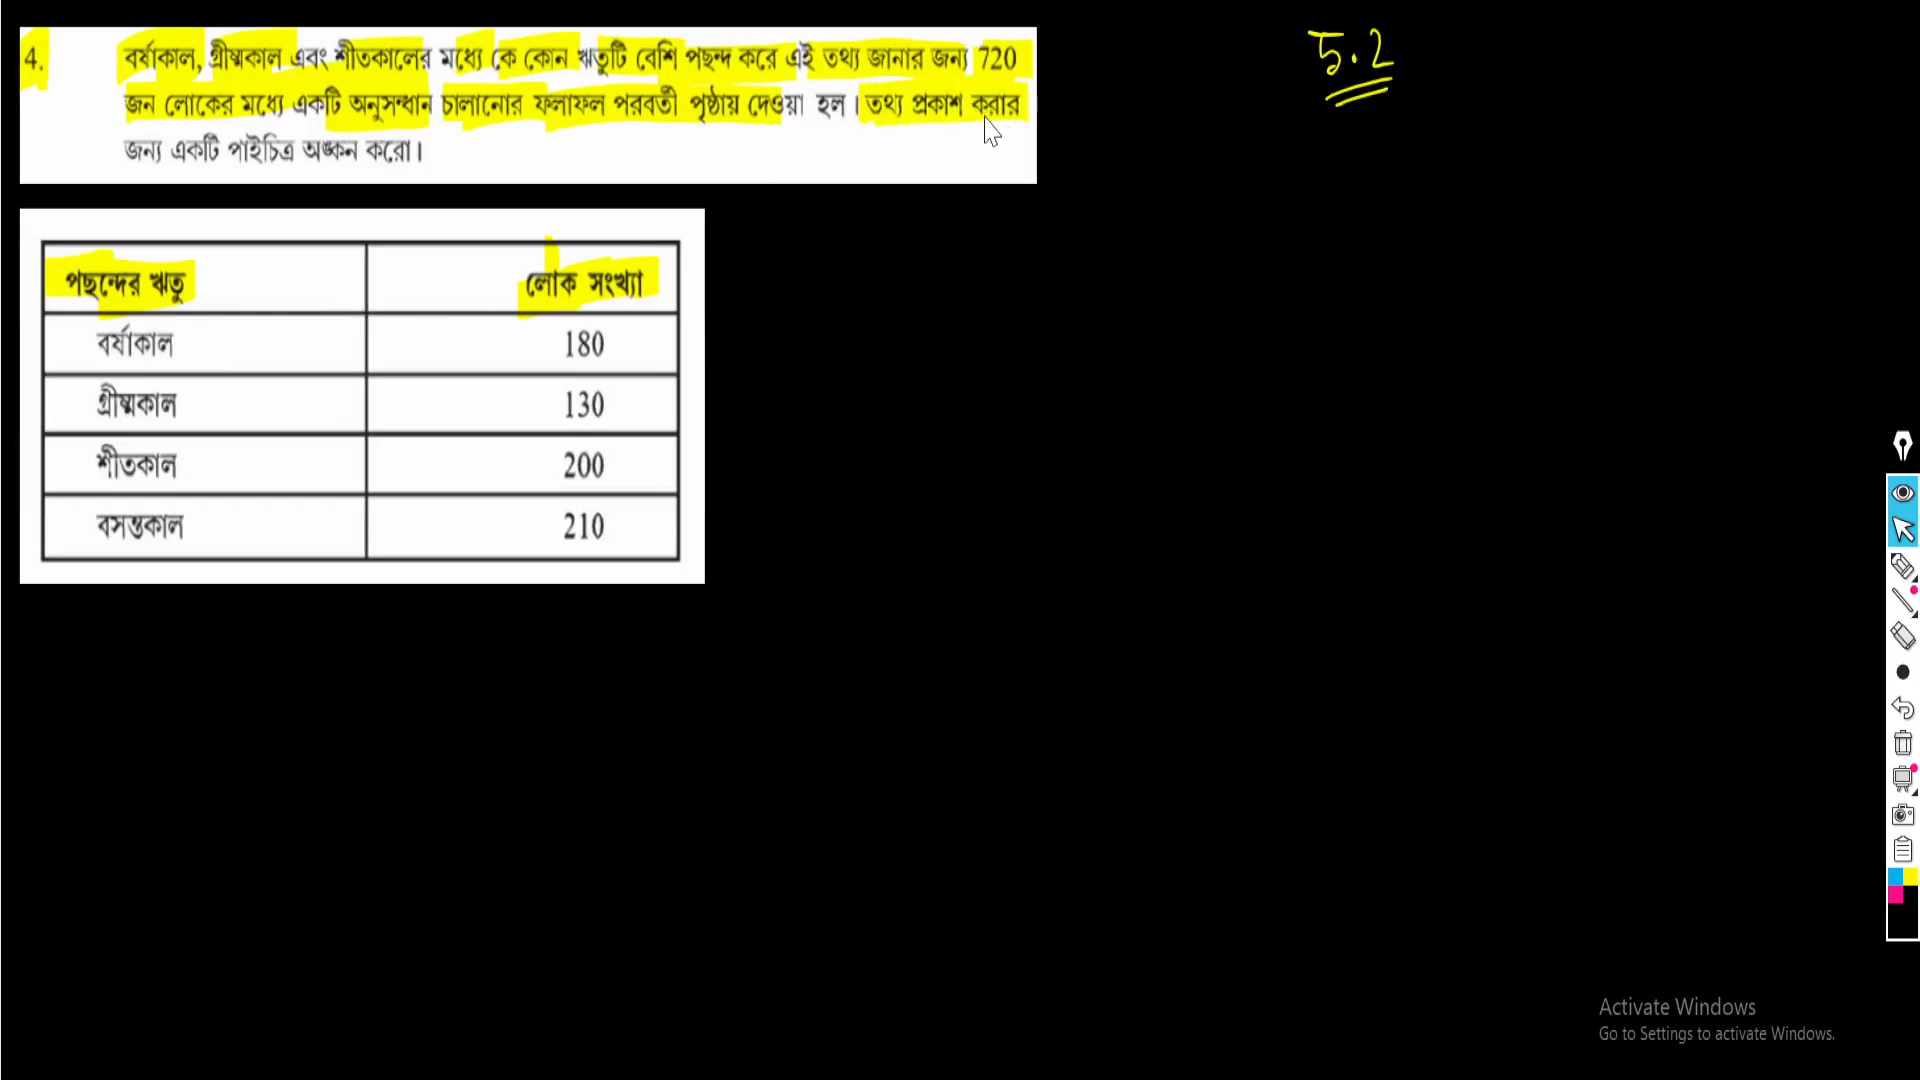 5.2
4. বর্ষাকাল, গ্রীষ্মকাল এবং শীতকালের মধ্যে কে কোন ঋতুটি বেশি পছন্দ করে এই তথ্য জানার জন্য 720
জন লোকের মধ্যে একটি অনুসন্ধান চালানোর ফলাফল পরবর্তী পৃষ্ঠায় দেওয়া হল। তথ্য প্রকাশ করার
জন্য একটি পাইচিত্র অঙ্কন করো।
পছন্দের ঋতু লোক সংখ্যা
বর্ষাকাল 180
গ্রীষ্মকাল 130
শীতকাল 200
বসন্তকাল 210
Activate Windows
Go to Settings to activate Windows.